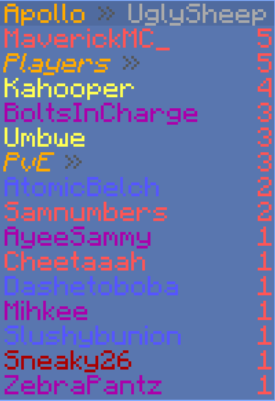 Apollo » UglySheep
MaverickMC_ 5
Players » 5
Kahooper 4
BoltsInCharge 3
Umbwe 3
PvE » 3
AtomicBelch 2
Samnumbers 2
AyeeSammy 1
Cheetaaah 1
Dashetoboba 1
Mihkee 1
Slushybunion 1
Sneaky26 1
ZebraPantz 1